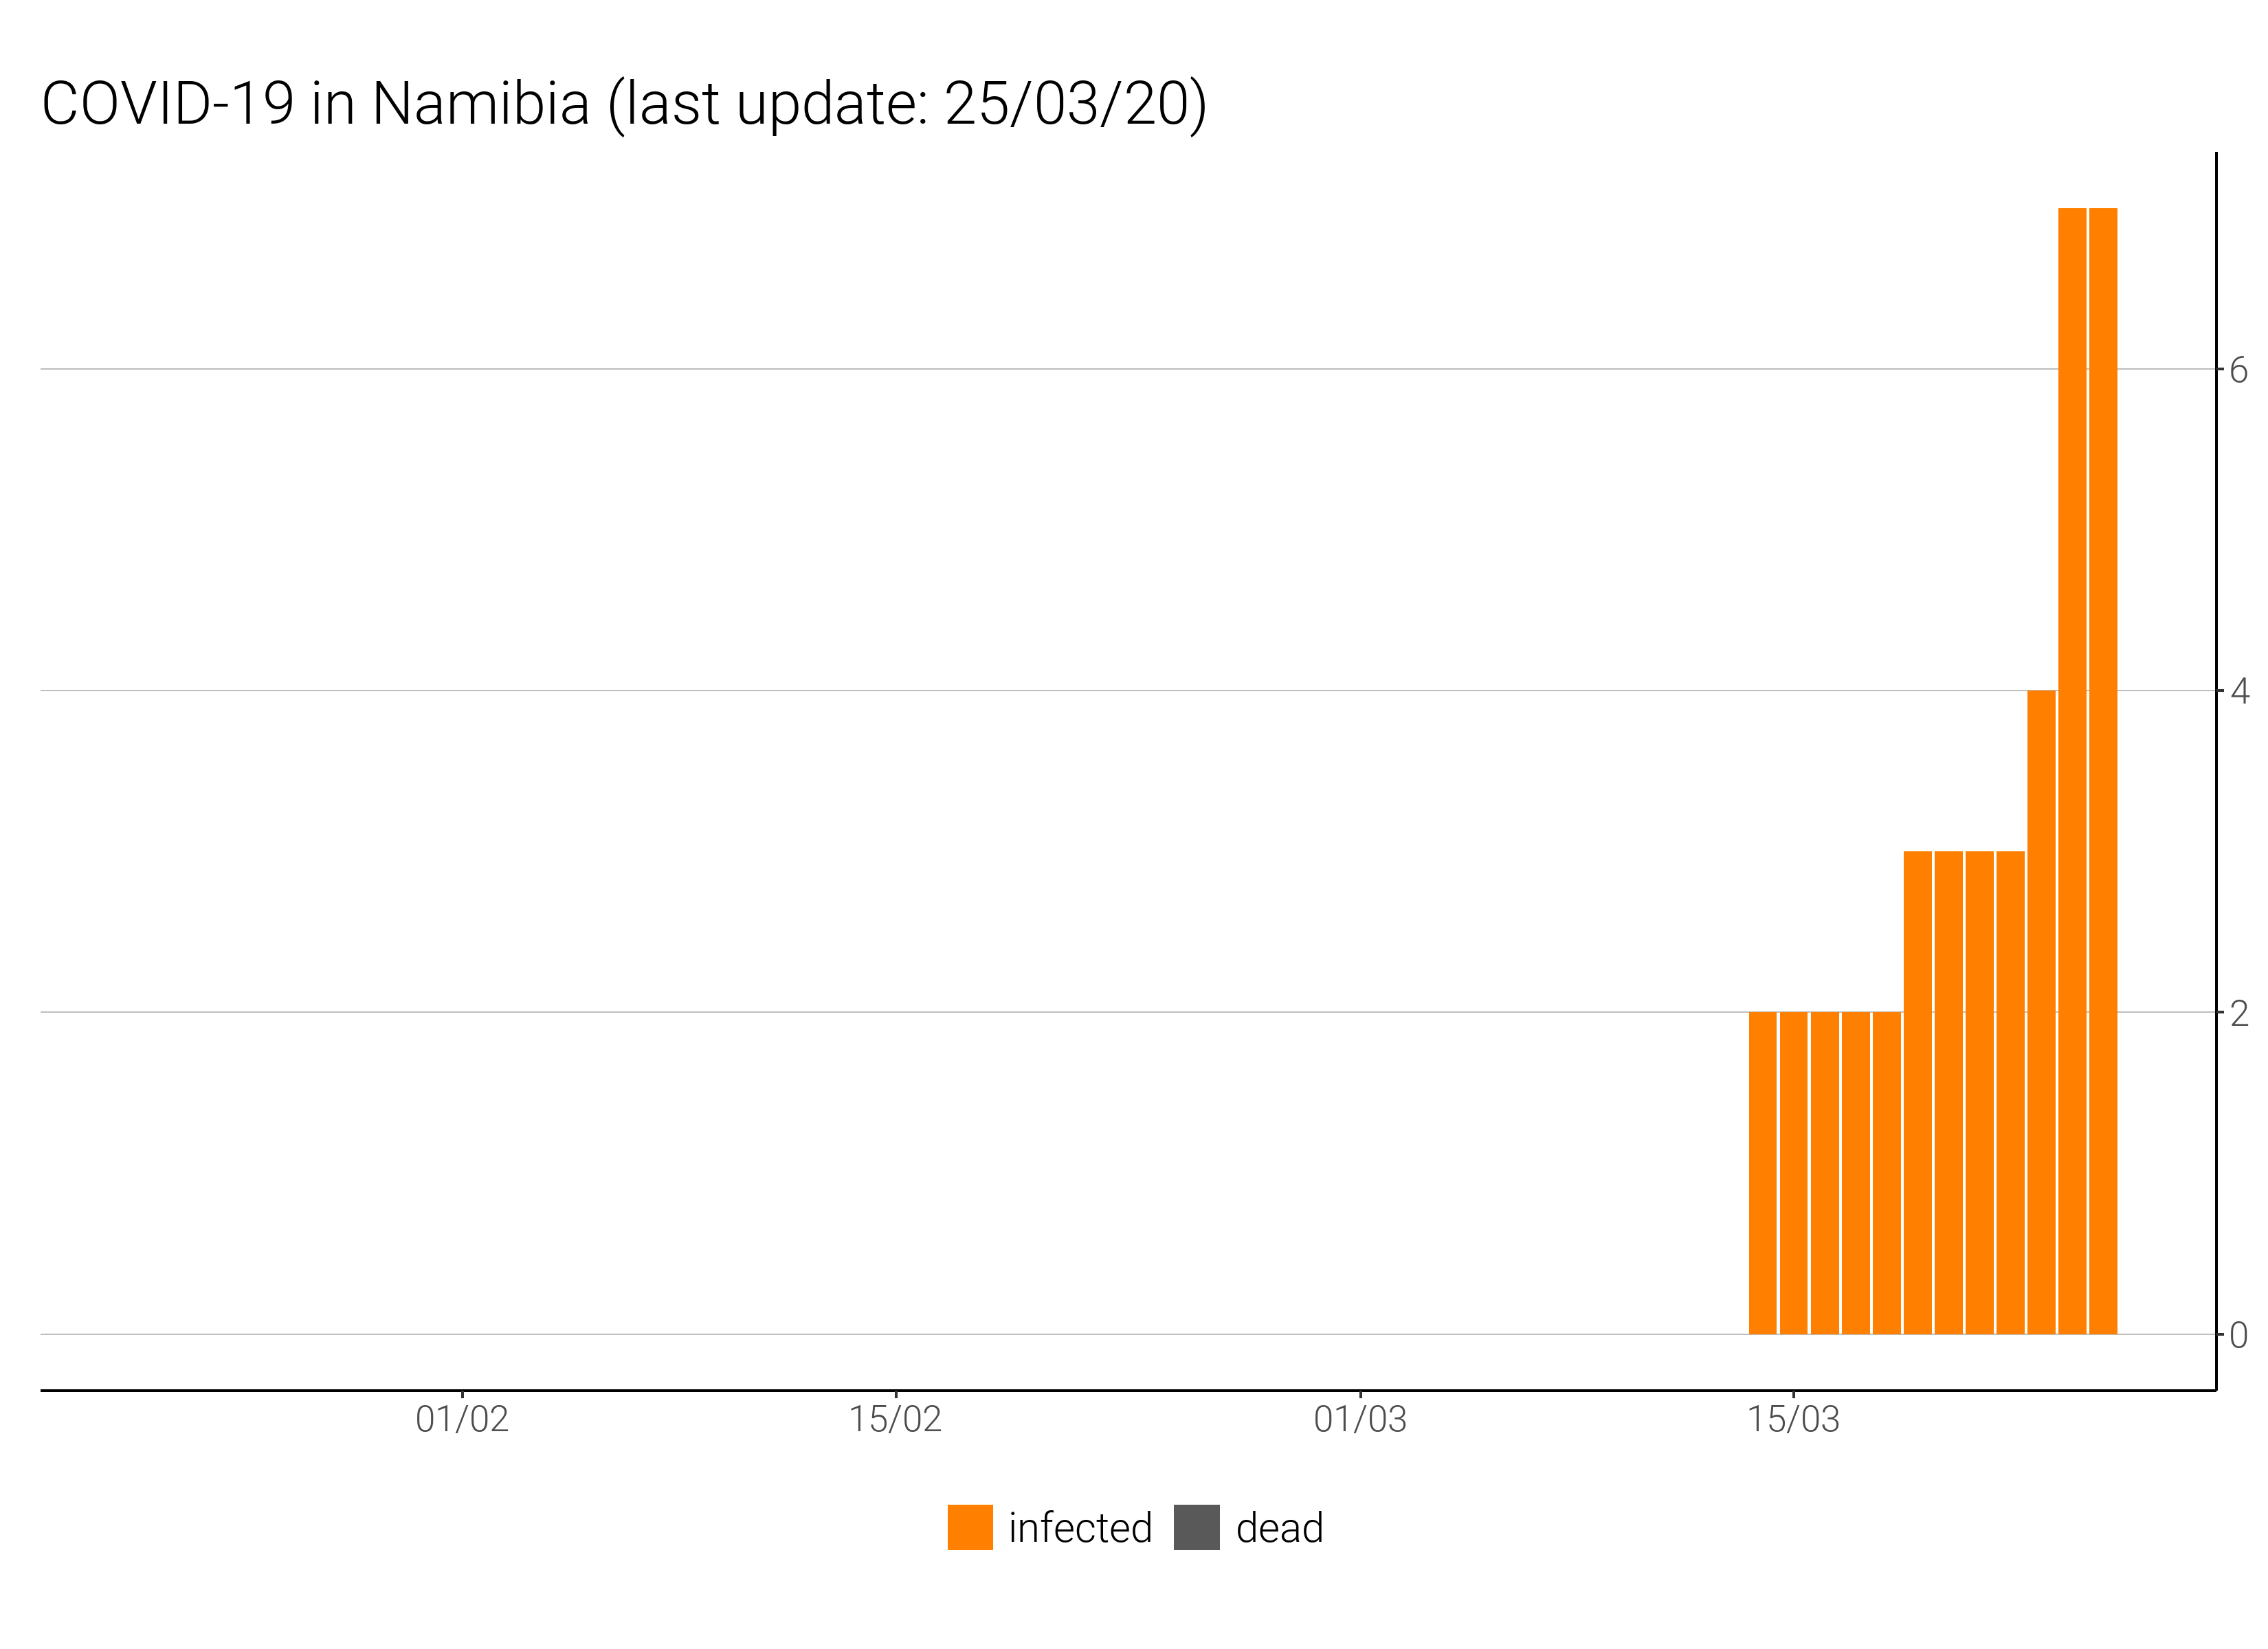 COVID-19 in Namibia (last update: 25/03/20)
6
4
2
0
01/02 15/02 01/03 15/03
infected dead